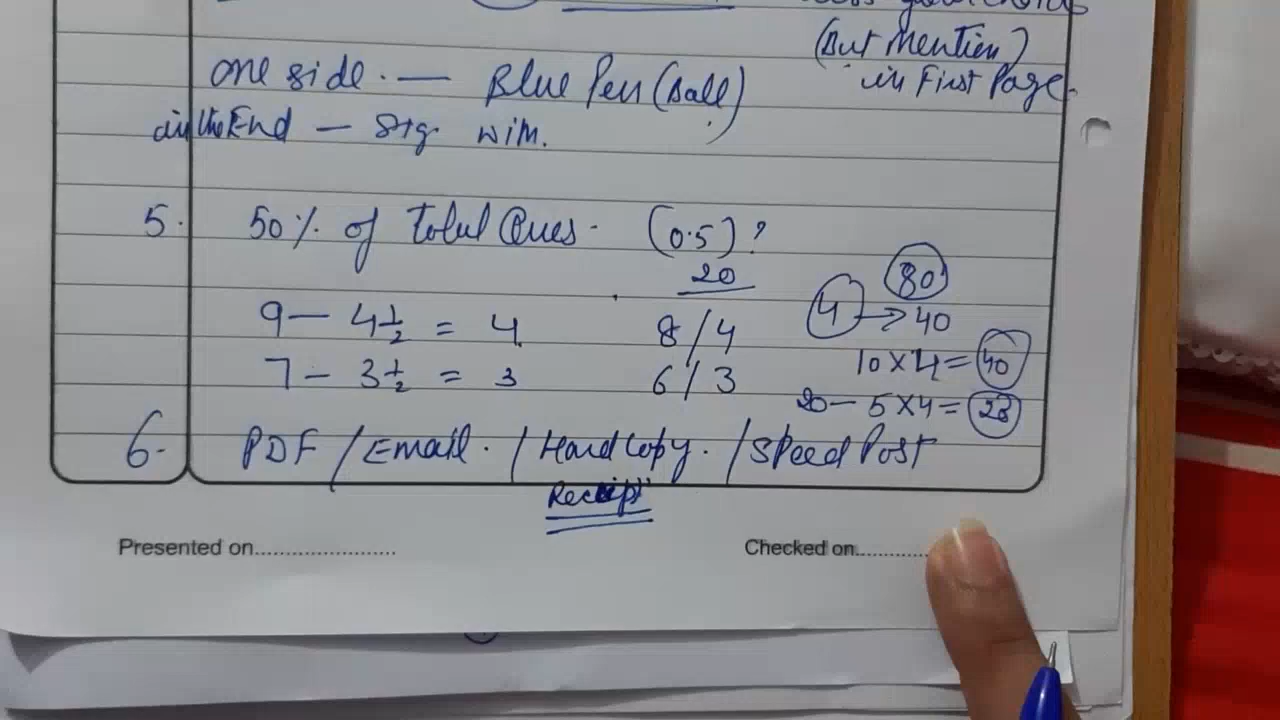 (But mention)
in First Page.
one side. — Blue Pen (Ball)
in the End — Sig. with.
5. 50% of Total Ques. (0.5)?
20
80
9 — 4½ = 4. 8/4 4 → 40
10 X 4 = 40
7 — 3½ = 3 6/3
20 — 5 X 4 =
6. PDF / Email. / Hard Copy. / Speed Post
Receipt
Presented on........................ Checked on............